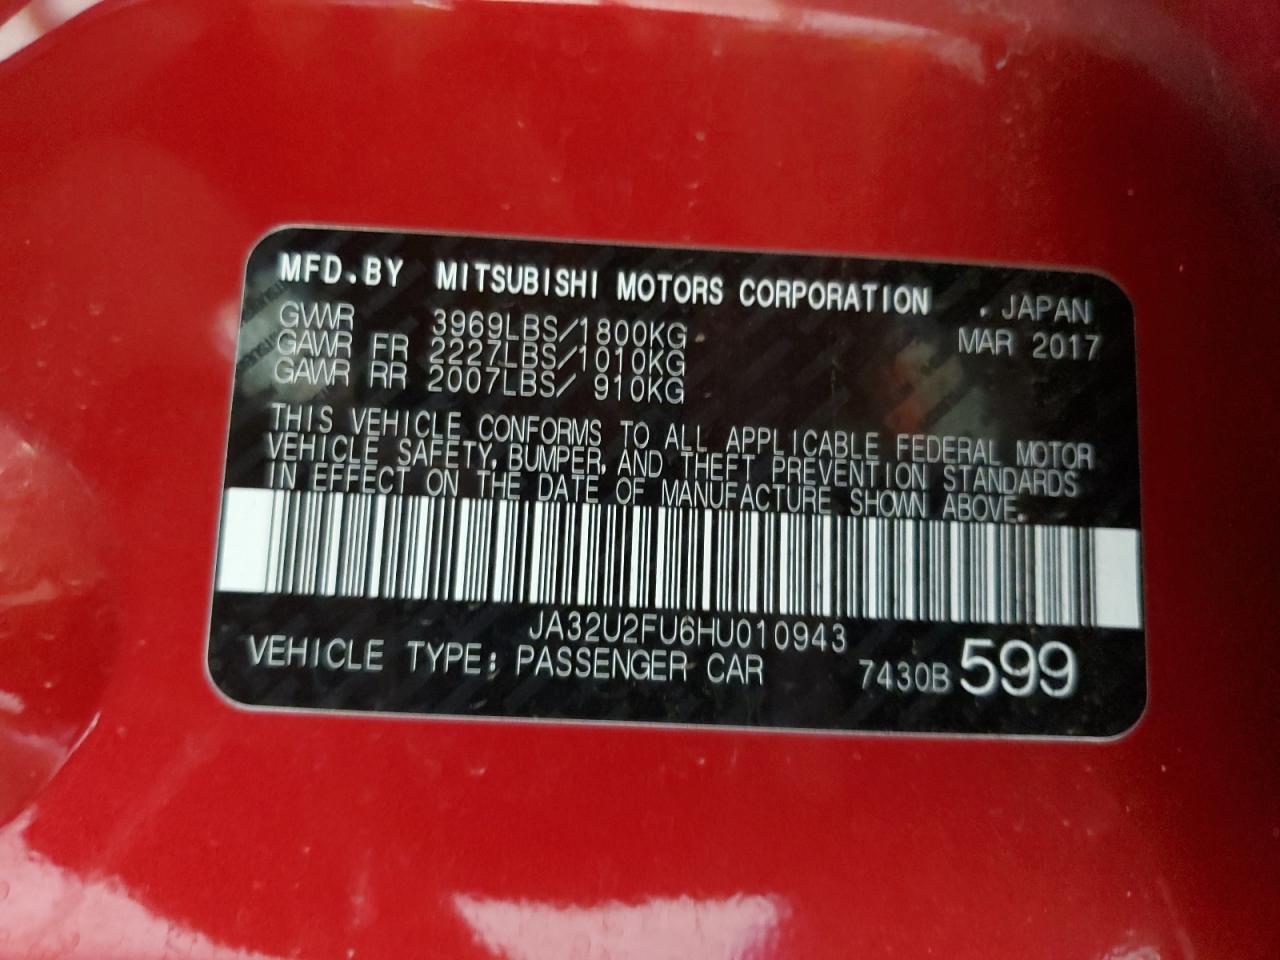 MFD.BY MITSUBISHI MOTORS CORPORATION . JAPAN
GVWR 3969LBS/1800KG MAR 2017
GAWR FR 2227LBS/1010KG
GAWR RR 2007LBS/ 910KG
THIS VEHICLE CONFORMS TO ALL APPLICABLE FEDERAL MOTOR
VEHICLE SAFETY, BUMPER, AND THEFT PREVENTION STANDARDS
IN EFFECT ON THE DATE OF MANUFACTURE SHOWN ABOVE.
JA32U2FU6HU010943
VEHICLE TYPE: PASSENGER CAR 7430B 599